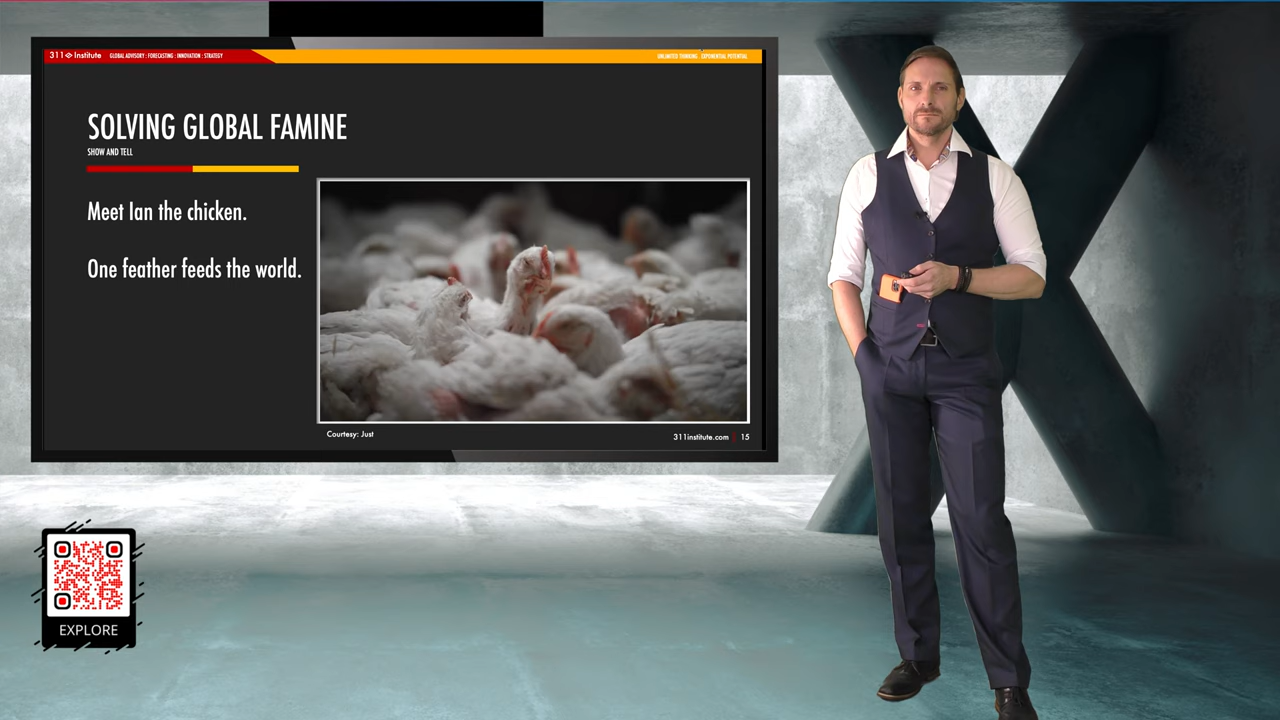 311 Institute GLOBAL ADVISORY : FORECASTING : INNOVATION : STRATEGY
UNLIMITED THINKING . EXPONENTIAL POTENTIAL
SOLVING GLOBAL FAMINE
SHOW AND TELL
Meet Ian the chicken.
One feather feeds the world.
Courtesy: Just
311institute.com | 15
EXPLORE